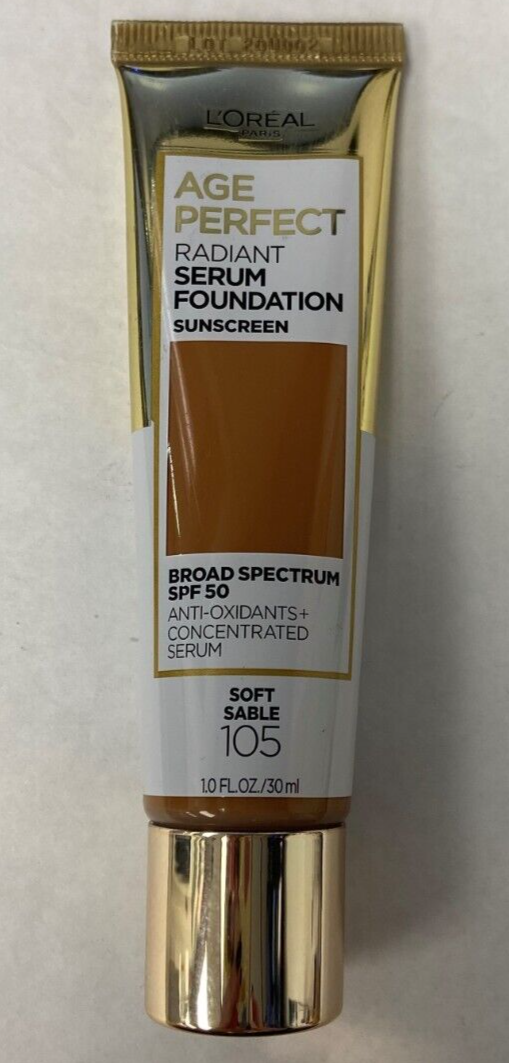 L'ORÉAL
PARIS
AGE
PERFECT
RADIANT
SERUM
FOUNDATION
SUNSCREEN
BROAD SPECTRUM
SPF 50
ANTI-OXIDANTS+
CONCENTRATED
SERUM
SOFT
SABLE
105
1.0 FL.OZ./30 ml